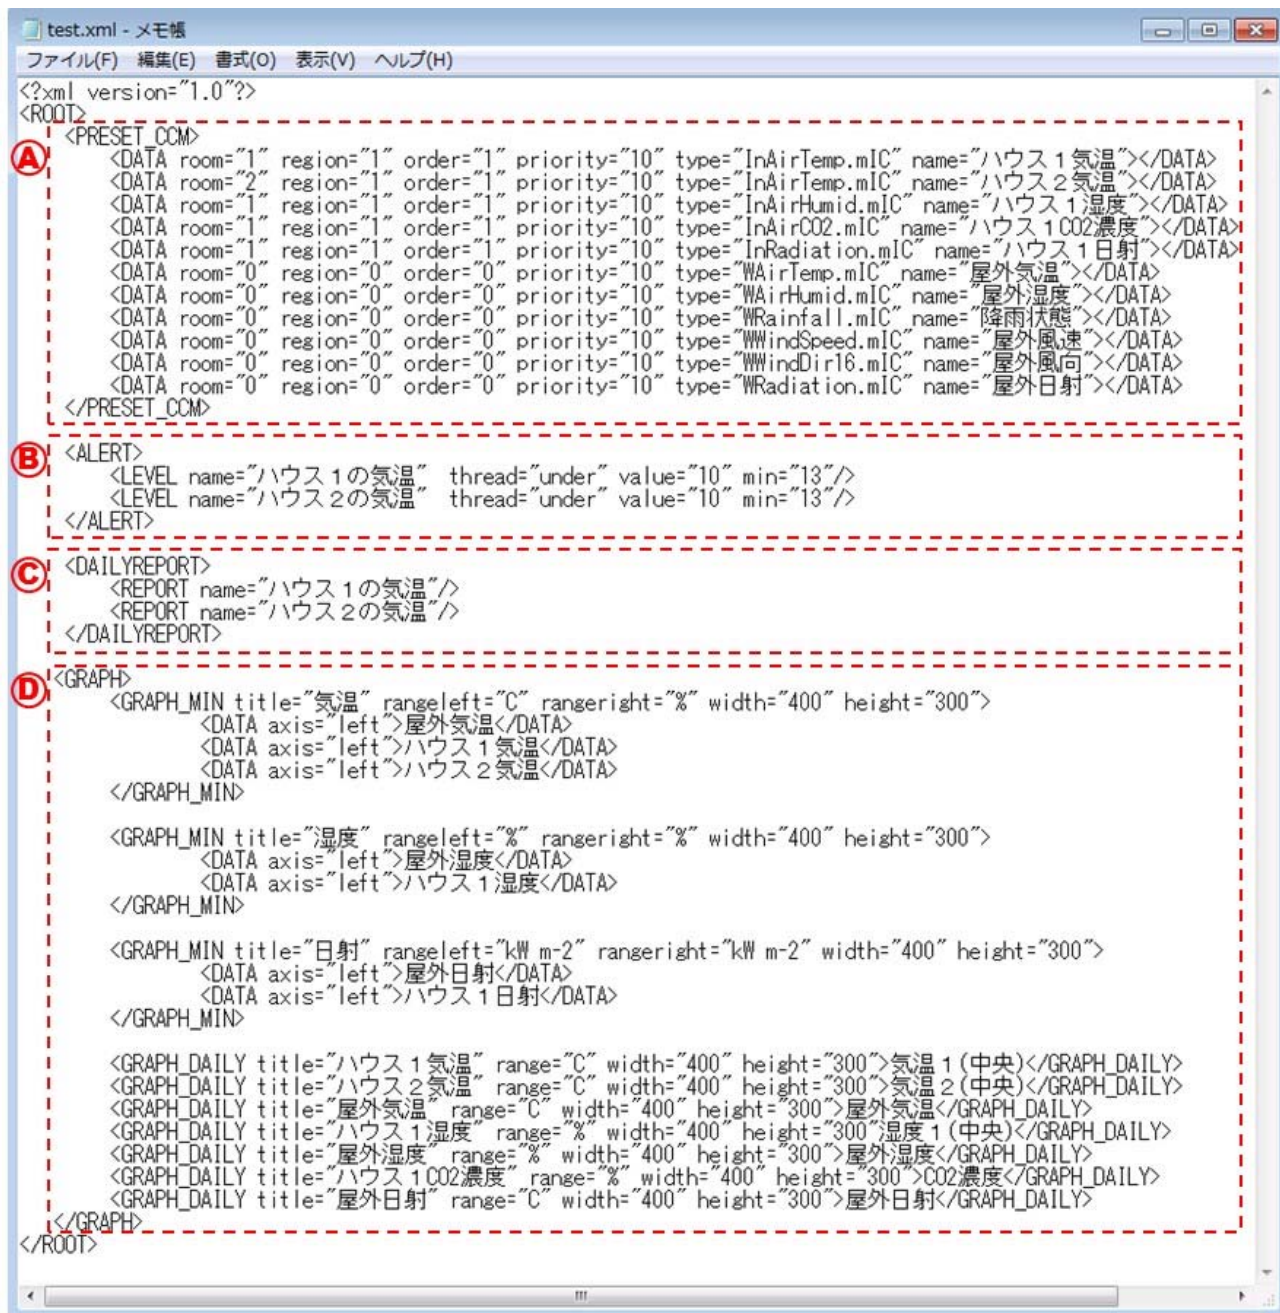 test.xml - メモ帳
ファイル(F) 編集(E) 書式(O) 表示(V) ヘルプ(H)
<?xml version="1.0"?>
<ROOT>
<PRESET_CCM>
Ⓐ
<DATA room="1" region="1" order="1" priority="10" type="InAirTemp.mIC" name="ハウス１気温"></DATA>
<DATA room="2" region="1" order="1" priority="10" type="InAirTemp.mIC" name="ハウス２気温"></DATA>
<DATA room="1" region="1" order="1" priority="10" type="InAirHumid.mIC" name="ハウス１湿度"></DATA>
<DATA room="1" region="1" order="1" priority="10" type="InAirCO2.mIC" name="ハウス１CO2濃度"></DATA>
<DATA room="1" region="1" order="1" priority="10" type="InRadiation.mIC" name="ハウス１日射"></DATA>
<DATA room="0" region="0" order="0" priority="10" type="WAirTemp.mIC" name="屋外気温"></DATA>
<DATA room="0" region="0" order="0" priority="10" type="WAirHumid.mIC" name="屋外湿度"></DATA>
<DATA room="0" region="0" order="0" priority="10" type="WRainfall.mIC" name="降雨状態"></DATA>
<DATA room="0" region="0" order="0" priority="10" type="WWindSpeed.mIC" name="屋外風速"></DATA>
<DATA room="0" region="0" order="0" priority="10" type="WWindDir16.mIC" name="屋外風向"></DATA>
<DATA room="0" region="0" order="0" priority="10" type="WRadiation.mIC" name="屋外日射"></DATA>
</PRESET_CCM>
Ⓑ
<ALERT>
<LEVEL name="ハウス１の気温" thread="under" value="10" min="13"/>
<LEVEL name="ハウス２の気温" thread="under" value="10" min="13"/>
</ALERT>
Ⓒ
<DAILYREPORT>
<REPORT name="ハウス１の気温"/>
<REPORT name="ハウス２の気温"/>
</DAILYREPORT>
Ⓓ
<GRAPH>
<GRAPH_MIN title="気温" rangeleft="C" rangeright="%" width="400" height="300">
<DATA axis="left">屋外気温</DATA>
<DATA axis="left">ハウス１気温</DATA>
<DATA axis="left">ハウス２気温</DATA>
</GRAPH_MIN>
<GRAPH_MIN title="湿度" rangeleft="%" rangeright="%" width="400" height="300">
<DATA axis="left">屋外湿度</DATA>
<DATA axis="left">ハウス１湿度</DATA>
</GRAPH_MIN>
<GRAPH_MIN title="日射" rangeleft="kW m-2" rangeright="kW m-2" width="400" height="300">
<DATA axis="left">屋外日射</DATA>
<DATA axis="left">ハウス１日射</DATA>
</GRAPH_MIN>
<GRAPH_DAILY title="ハウス１気温" range="C" width="400" height="300">気温１(中央)</GRAPH_DAILY>
<GRAPH_DAILY title="ハウス２気温" range="C" width="400" height="300">気温２(中央)</GRAPH_DAILY>
<GRAPH_DAILY title="屋外気温" range="C" width="400" height="300">屋外気温</GRAPH_DAILY>
<GRAPH_DAILY title="ハウス１湿度" range="%" width="400" height="300"湿度１(中央)</GRAPH_DAILY>
<GRAPH_DAILY title="屋外湿度" range="%" width="400" height="300">屋外湿度</GRAPH_DAILY>
<GRAPH_DAILY title="ハウス１CO2濃度" range="%" width="400" height="300">CO2濃度</GRAPH_DAILY>
<GRAPH_DAILY title="屋外日射" range="C" width="400" height="300">屋外日射</GRAPH_DAILY>
</GRAPH>
</ROOT>